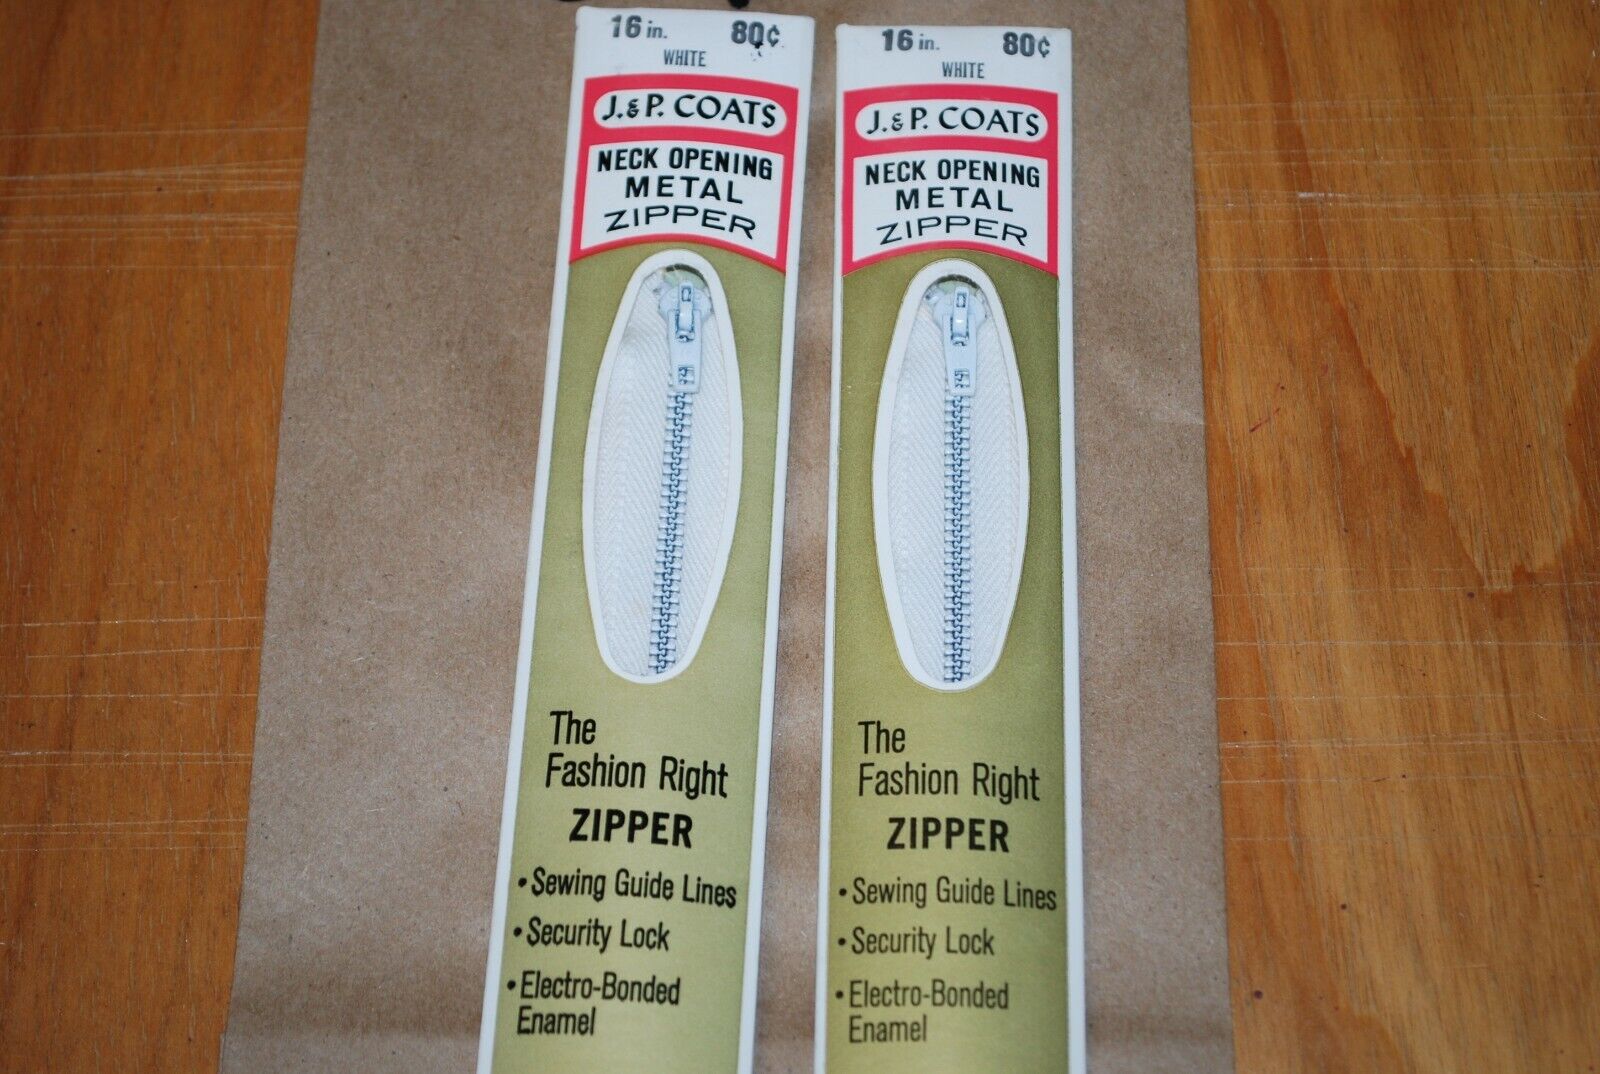 16 in. 80¢
WHITE
J. & P. COATS
NECK OPENING
METAL
ZIPPER
The
Fashion Right
ZIPPER
• Sewing Guide Lines
• Security Lock
• Electro-Bonded
Enamel
16 in. 80¢
WHITE
J. & P. COATS
NECK OPENING
METAL
ZIPPER
The
Fashion Right
ZIPPER
• Sewing Guide Lines
• Security Lock
• Electro-Bonded
Enamel